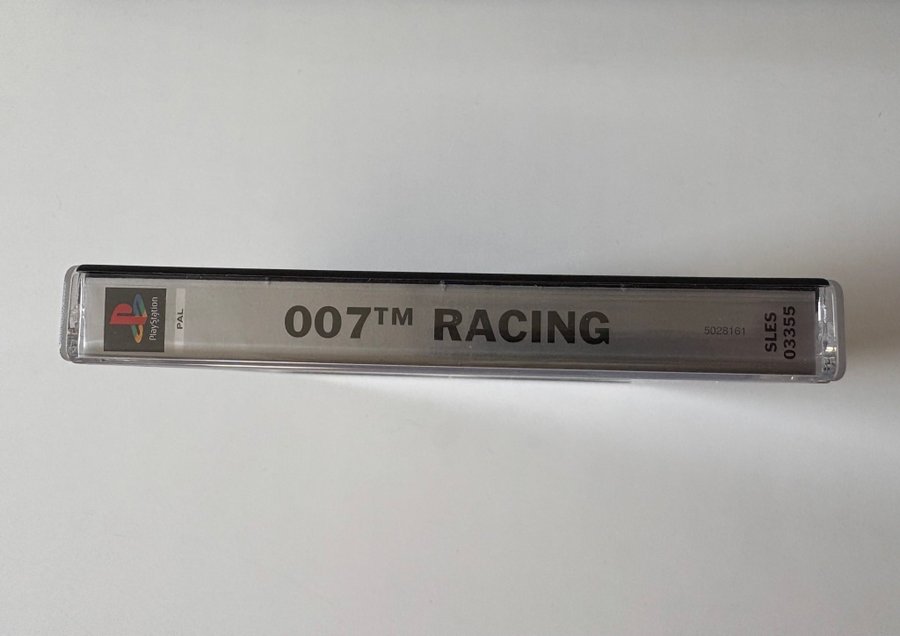 PlayStation
PAL
007™ RACING
5028161
SLES
03355